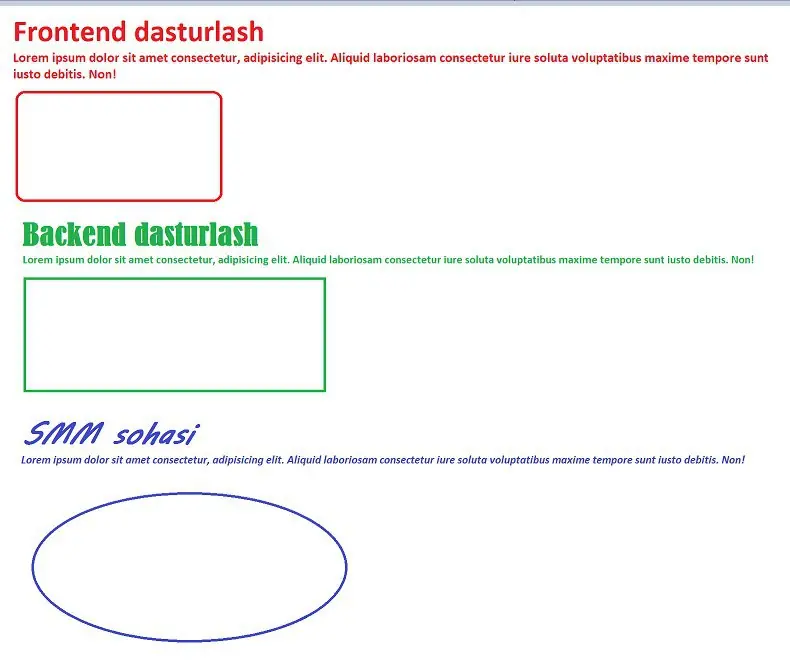 Frontend dasturlash
Lorem ipsum dolor sit amet consectetur, adipisicing elit. Aliquid laboriosam consectetur iure soluta voluptatibus maxime tempore sunt
iusto debitis. Non!
Backend dasturlash
Lorem ipsum dolor sit amet consectetur, adipisicing elit. Aliquid laboriosam consectetur iure soluta voluptatibus maxime tempore sunt iusto debitis. Non!
SMM sohasi
Lorem ipsum dolor sit amet consectetur, adipisicing elit. Aliquid laboriosam consectetur iure soluta voluptatibus maxime tempore sunt iusto debitis. Non!